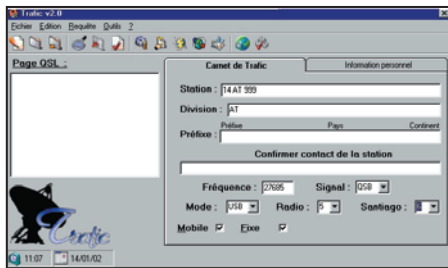 Trafic v2.0
Fichier Edition Requête Outils ?
Page QSL :
Carnet de Trafic
Information personnel
Station : 14 AT 999
Division : AT
Préfixe Pays Continent
Préfixe :
Confirmer contact de la station
Fréquence : 27685 Signal : QSB
Mode : USB Radio : 5 Santiago :
Mobile Fixe
Trafic
11:07 14/01/02